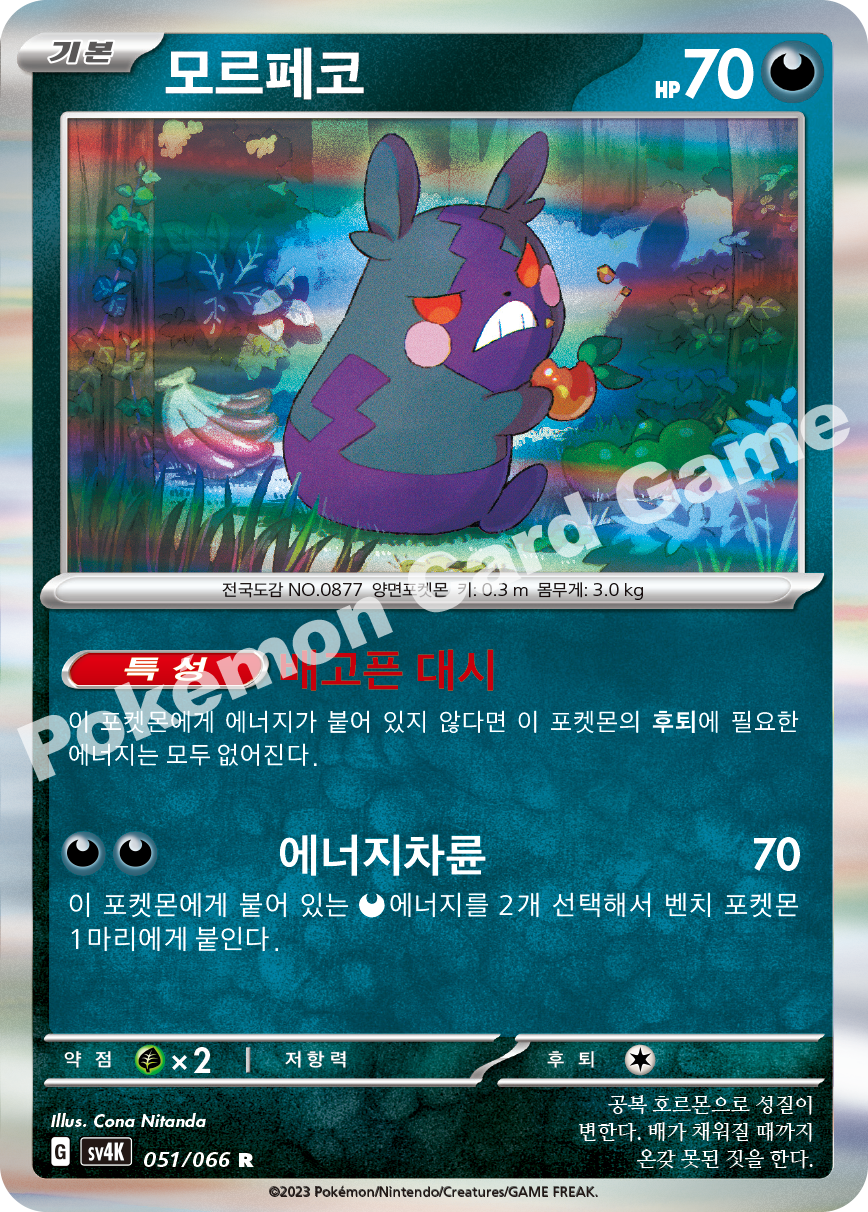 기본
모르페코
HP 70
전국도감 NO.0877 양면포켓몬 키: 0.3 m 몸무게: 3.0 kg
특성 배고픈 대시
이 포켓몬에게 에너지가 붙어 있지 않다면 이 포켓몬의 후퇴에 필요한
에너지는 모두 없어진다.
에너지차륜 70
이 포켓몬에게 붙어 있는 에너지를 2개 선택해서 벤치 포켓몬
1마리에게 붙인다.
약점 ×2 저항력 후퇴
공복 호르몬으로 성질이
변한다. 배가 채워질 때까지
온갖 못된 짓을 한다.
Illus. Cona Nitanda
G sv4K 051/066 R
©2023 Pokémon/Nintendo/Creatures/GAME FREAK.
Pokémon Card Game